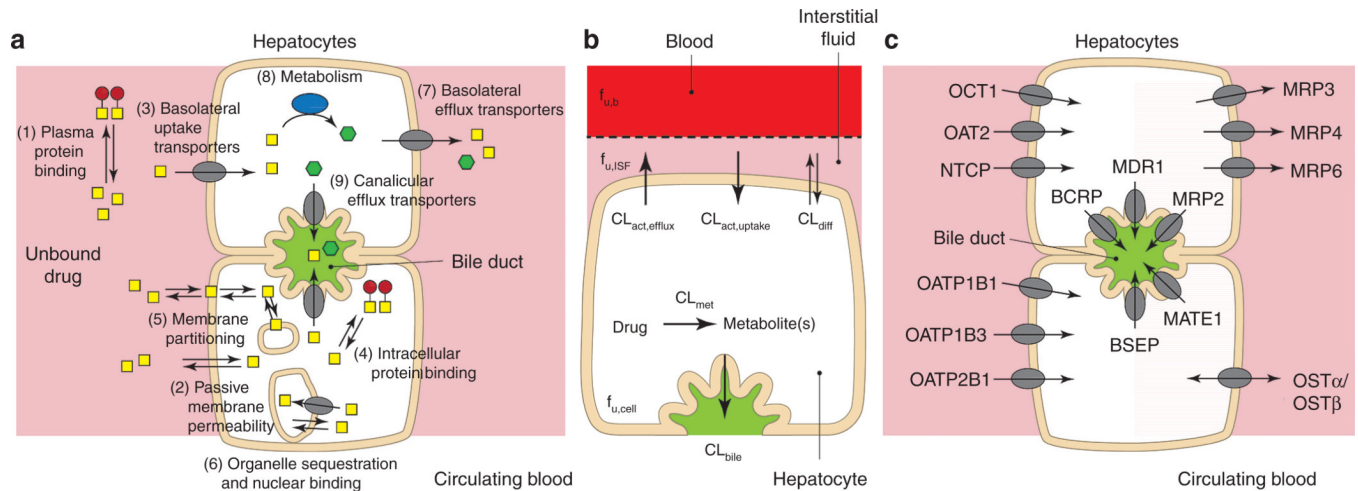 a
Hepatocytes
(8) Metabolism
(7) Basolateral
efflux transporters
(3) Basolateral
uptake
transporters
(1) Plasma
protein
binding
(9) Canalicular
efflux transporters
Unbound
drug
Bile duct
(5) Membrane
partitioning
(4) Intracellular
protein binding
(2) Passive
membrane
permeability
(6) Organelle sequestration
and nuclear binding
Circulating blood
b
Blood
Interstitial
fluid
fu,b
fu,ISF
CLact,efflux
CLact,uptake
CLdiff
CLmet
Drug
Metabolite(s)
fu,cell
CLbile
Hepatocyte
c
Hepatocytes
OCT1
OAT2
NTCP
MRP3
MRP4
MRP6
MDR1
BCRP
MRP2
Bile duct
OATP1B1
OATP1B3
OATP2B1
MATE1
BSEP
OSTα/
OSTβ
Circulating blood